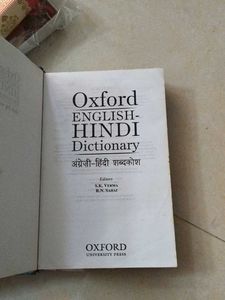 Oxford
ENGLISH-
HINDI
Dictionary
अंग्रेज़ी-हिंदी शब्दकोश
Editors
S.K. VERMA
R.N. SAHAI
OXFORD
UNIVERSITY PRESS